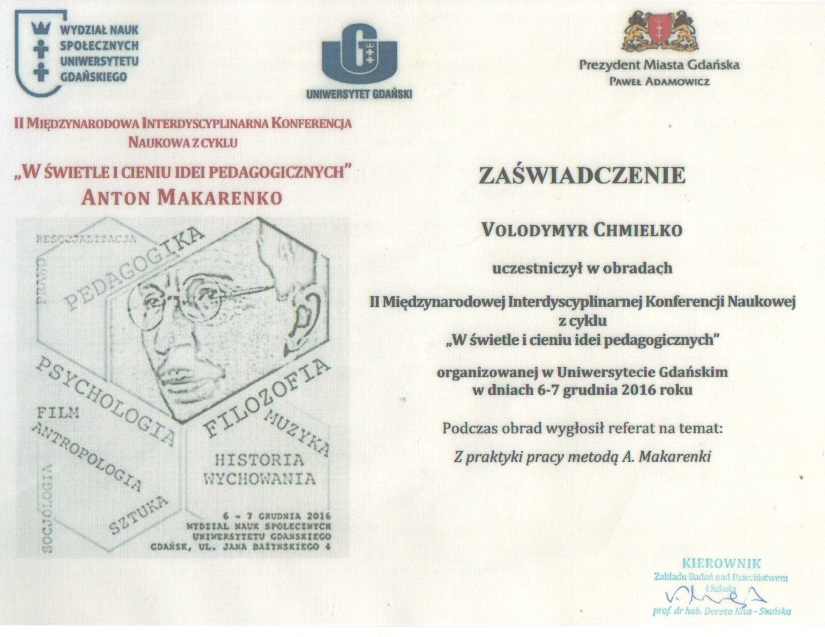 WYDZIAŁ NAUK
SPOŁECZNYCH
UNIWERSYTETU
GDAŃSKIEGO
UNIWERSYTET GDAŃSKI
Prezydent Miasta Gdańska
PAWEŁ ADAMOWICZ
II MIĘDZYNARODOWA INTERDYSCYPLINARNA KONFERENCJA
NAUKOWA Z CYKLU
„W ŚWIETLE I CIENIU IDEI PEDAGOGICZNYCH”
ANTON MAKARENKO
RESOCJALIZACJA
PRAWO
PEDAGOGIKA
PSYCHOLOGIA
FILOZOFIA
FILM
ANTROPOLOGIA
SZTUKA
SOCJOLOGIA
MUZYKA
HISTORIA
WYCHOWANIA
6 - 7 GRUDNIA 2016
WYDZIAŁ NAUK SPOŁECZNYCH
UNIWERSYTETU GDAŃSKIEGO
GDAŃSK, UL. JANA BAŻYŃSKIEGO 4
ZAŚWIADCZENIE
VOLODYMYR CHMIELKO
uczestniczył w obradach
II Międzynarodowej Interdyscyplinarnej Konferencji Naukowej
z cyklu
„W świetle i cieniu idei pedagogicznych”
organizowanej w Uniwersytecie Gdańskim
w dniach 6-7 grudnia 2016 roku
Podczas obrad wygłosił referat na temat:
Z praktyki pracy metodą A. Makarenki
KIEROWNIK
Zakładu Badań nad Dzieciństwem
i Szkołą
prof. dr hab. Dorota Klus - Stańska